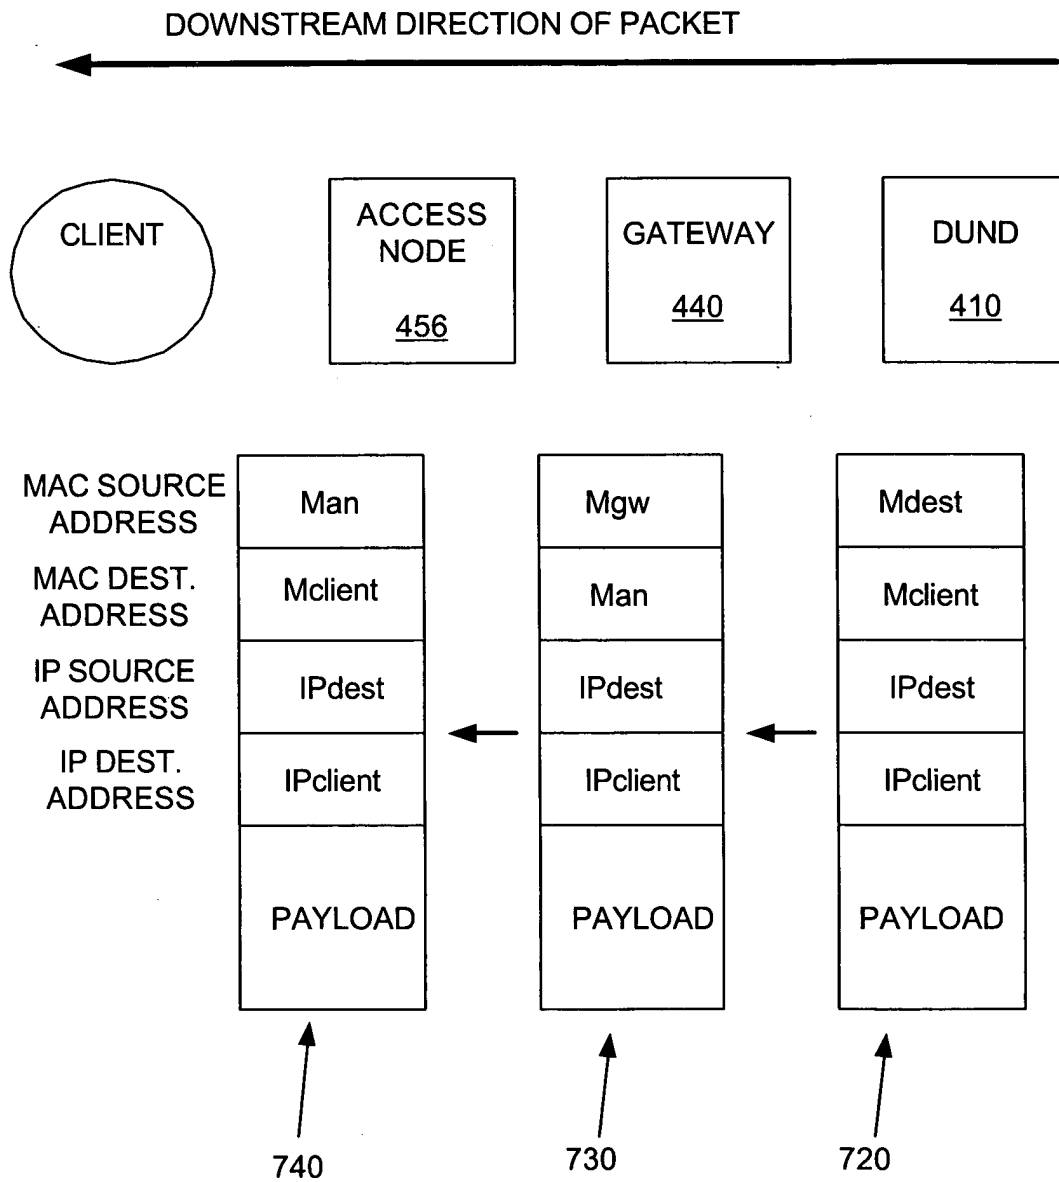 DOWNSTREAM DIRECTION OF PACKET
CLIENT
ACCESS
NODE
456
GATEWAY
440
DUND
410
MAC SOURCE
ADDRESS
Man
Mgw
Mdest
MAC DEST.
ADDRESS
Mclient
Man
Mclient
IP SOURCE
ADDRESS
IPdest
IPdest
IPdest
IP DEST.
ADDRESS
IPclient
IPclient
IPclient
PAYLOAD
PAYLOAD
PAYLOAD
740
730
720